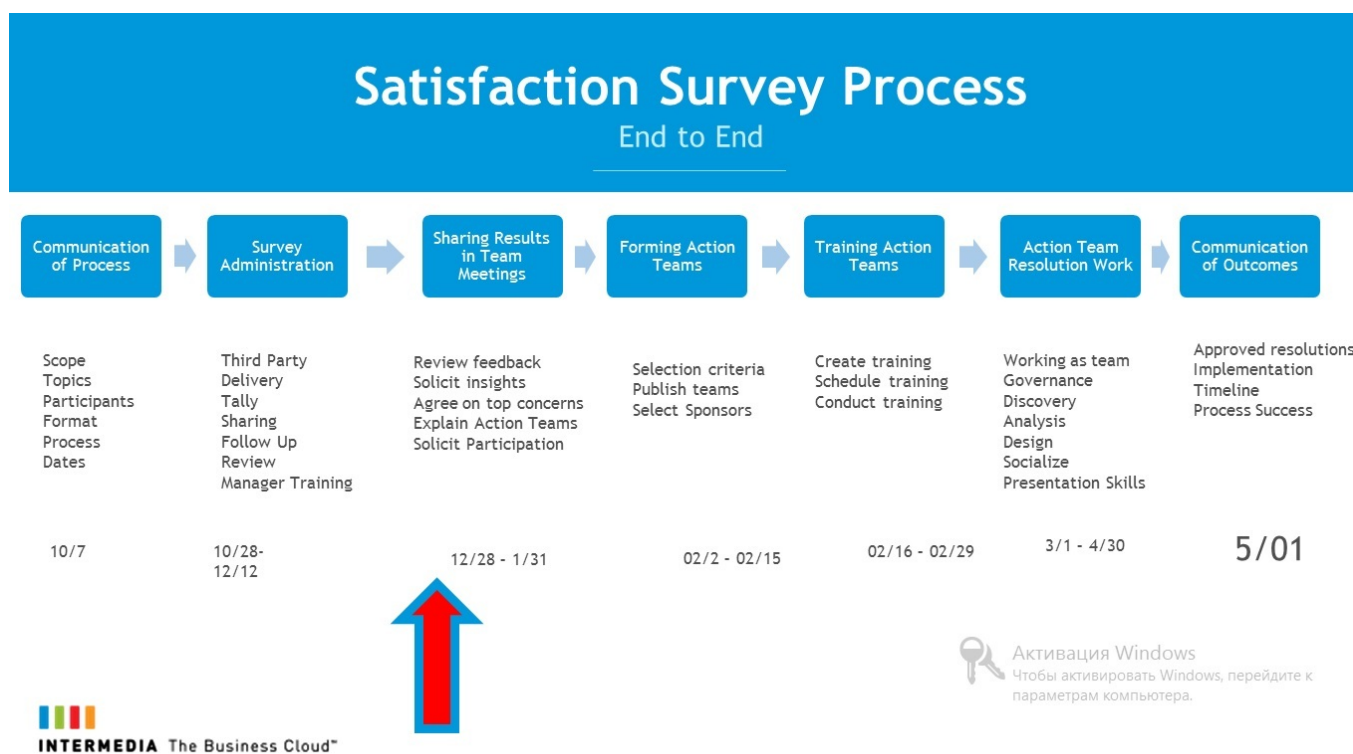 Satisfaction Survey Process
End to End
Communication
of Process
Survey
Administration
Sharing Results
in Team
Meetings
Forming Action
Teams
Training Action
Teams
Action Team
Resolution Work
Communication
of Outcomes
Scope
Topics
Participants
Format
Process
Dates
Third Party
Delivery
Tally
Sharing
Follow Up
Review
Manager Training
Review feedback
Solicit insights
Agree on top concerns
Explain Action Teams
Solicit Participation
Selection criteria
Publish teams
Select Sponsors
Create training
Schedule training
Conduct training
Working as team
Governance
Discovery
Analysis
Design
Socialize
Presentation Skills
Approved resolutions
Implementation
Timeline
Process Success
10/7
10/28-
12/12
12/28 - 1/31
02/2 - 02/15
02/16 - 02/29
3/1 - 4/30
5/01
Активация Windows
Чтобы активировать Windows, перейдите к
параметрам компьютера.
INTERMEDIA The Business Cloud™